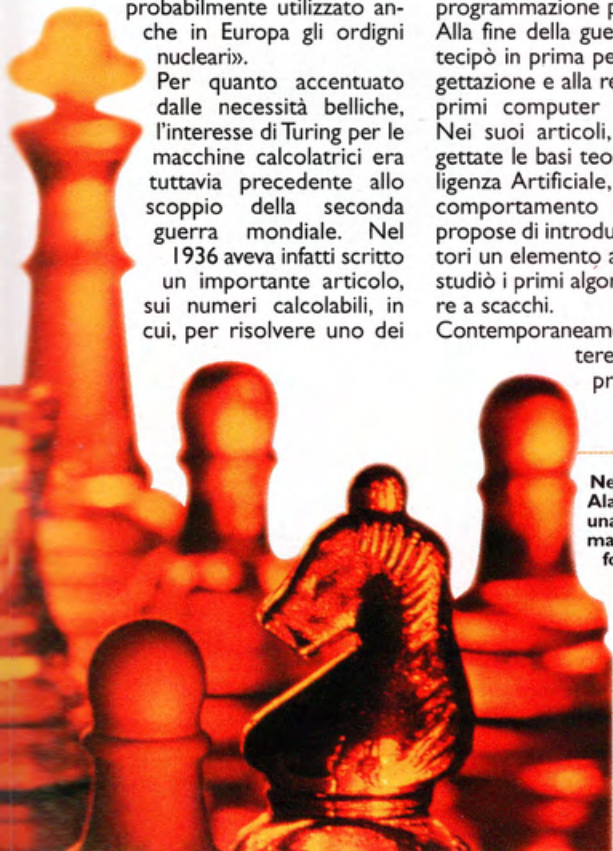 probabilmente utilizzato an-
che in Europa gli ordigni
nucleari».
Per quanto accentuato
dalle necessità belliche,
l'interesse di Turing per le
macchine calcolatrici era
tuttavia precedente allo
scoppio della seconda
guerra mondiale. Nel
1936 aveva infatti scritto
un importante articolo,
sui numeri calcolabili, in
cui, per risolvere uno dei
programmazione p
Alla fine della gue
tecipò in prima pe
gettazione e alla re
primi computer
Nei suoi articoli,
gettate le basi teo
ligenza Artificiale,
comportamento
propose di introdu
tori un elemento a
studiò i primi algor
re a scacchi.
Contemporaneam
tere
pr
Ne
Ala
una
ma
fo